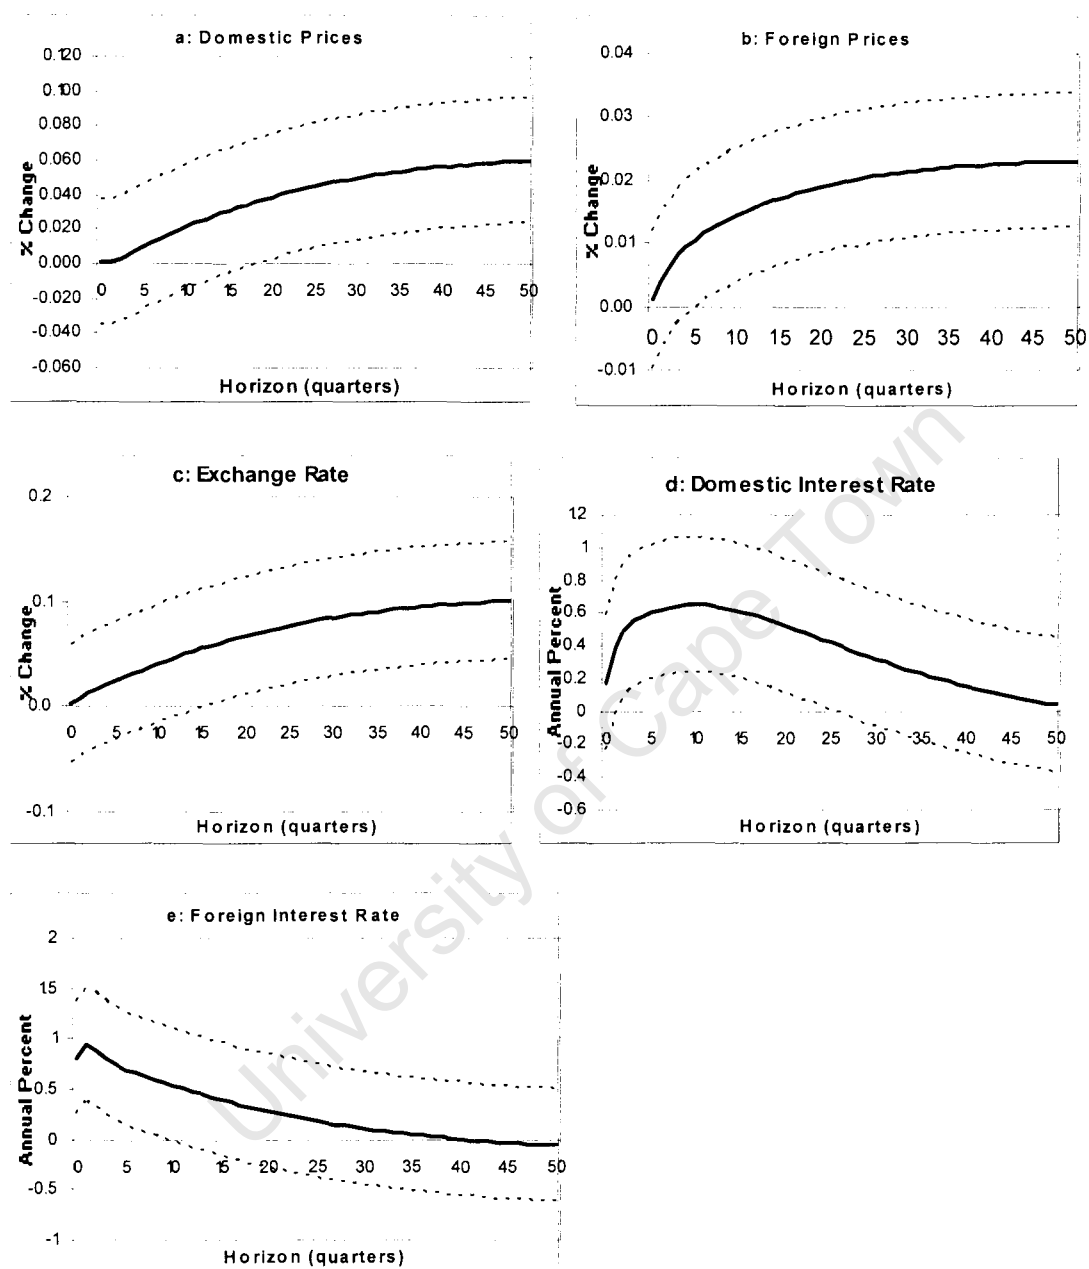 a: Domestic Prices
0.120
0.100
0.080
0.060
0.040
0.020
0.000
-0.020
-0.040
-0.060
% Change
0 5 10 15 20 25 30 35 40 45 50
Horizon (quarters)
b: Foreign Prices
0.04
0.03
0.02
0.01
0.00
-0.01
% Change
0 5 10 15 20 25 30 35 40 45 50
Horizon (quarters)
c: Exchange Rate
0.2
0.1
0.0
-0.1
% Change
0 5 10 15 20 25 30 35 40 45 50
Horizon (quarters)
d: Domestic Interest Rate
1.2
1
0.8
0.6
0.4
0.2
0
-0.2
-0.4
-0.6
Annual Percent
0 5 10 15 20 25 30 35 40 45 50
Horizon (quarters)
e: Foreign Interest Rate
2
1.5
1
0.5
0
-0.5
-1
Annual Percent
0 5 10 15 20 25 30 35 40 45 50
Horizon (quarters)
University of Cape Town